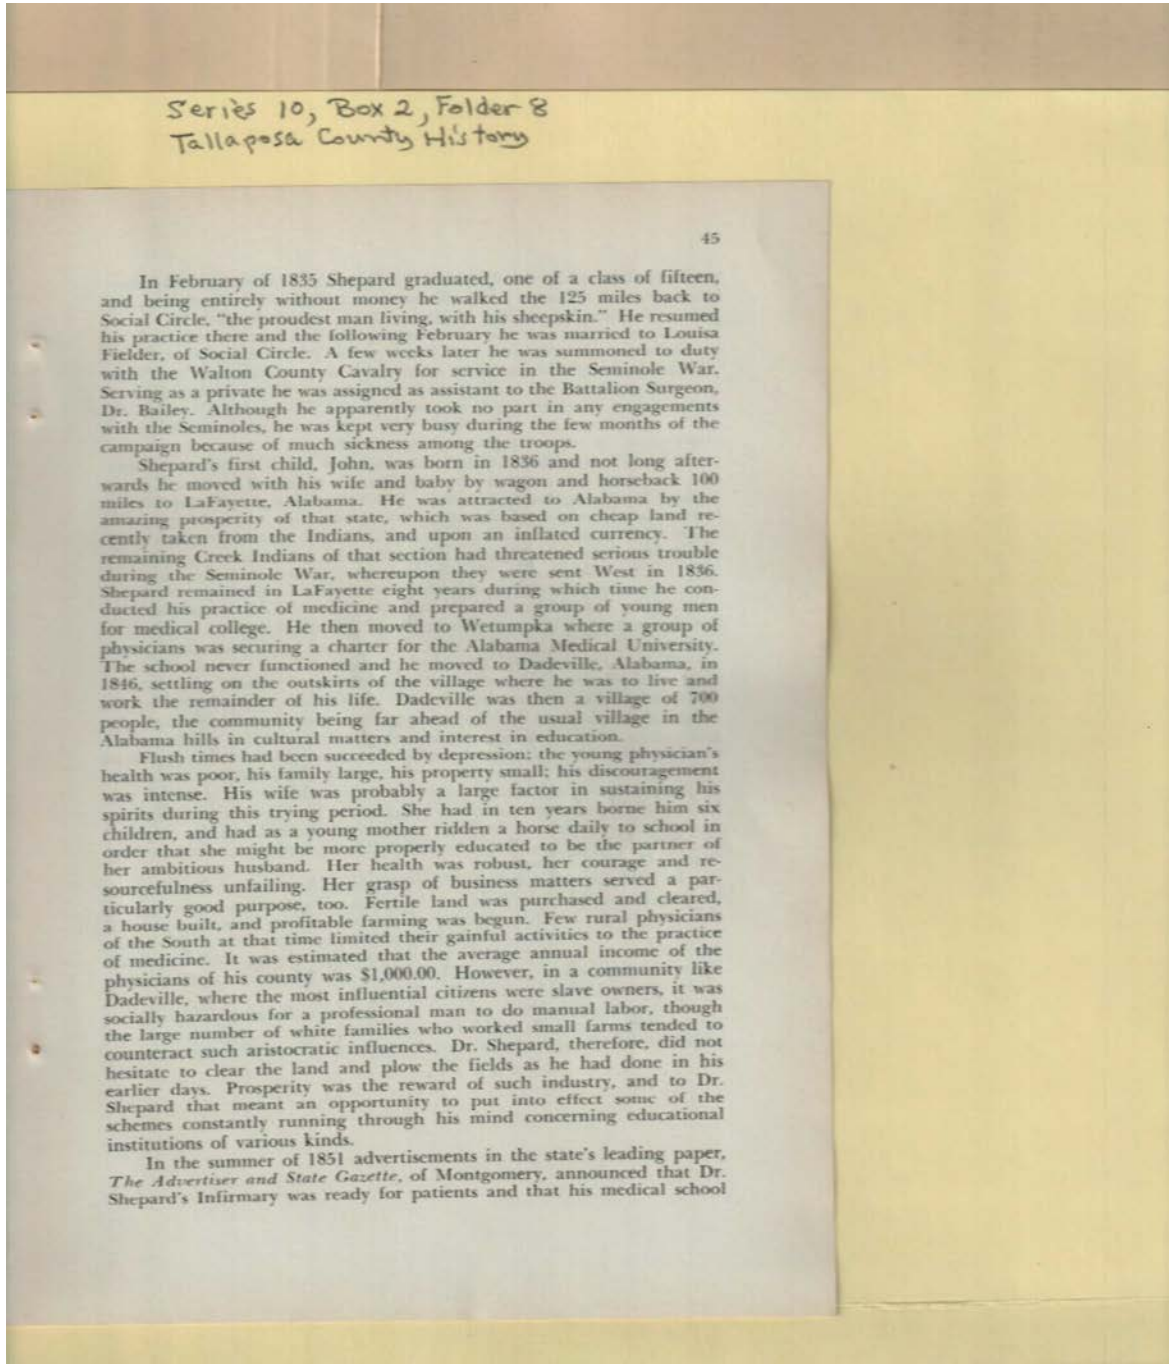 Series 10, Box 2, Folder 8
Tallaposa County History
45
In February of 1835 Shepard graduated, one of a class of fifteen,
and being entirely without money he walked the 125 miles back to
Social Circle, "the proudest man living, with his sheepskin." He resumed
his practice there and the following February he was married to Louisa
Fielder, of Social Circle. A few weeks later he was summoned to duty
with the Walton County Cavalry for service in the Seminole War.
Serving as a private he was assigned as assistant to the Battalion Surgeon,
Dr. Bailey. Although he apparently took no part in any engagements
with the Seminoles, he was kept very busy during the few months of the
campaign because of much sickness among the troops.
Shepard's first child, John, was born in 1836 and not long after-
wards he moved with his wife and baby by wagon and horseback 100
miles to LaFayette, Alabama. He was attracted to Alabama by the
amazing prosperity of that state, which was based on cheap land re-
cently taken from the Indians, and upon an inflated currency. The
remaining Creek Indians of that section had threatened serious trouble
during the Seminole War, whereupon they were sent West in 1836.
Shepard remained in LaFayette eight years during which time he con-
ducted his practice of medicine and prepared a group of young men
for medical college. He then moved to Wetumpka where a group of
physicians was securing a charter for the Alabama Medical University.
The school never functioned and he moved to Dadeville, Alabama, in
1846, settling on the outskirts of the village where he was to live and
work the remainder of his life. Dadeville was then a village of 700
people, the community being far ahead of the usual village in the
Alabama hills in cultural matters and interest in education.
Flush times had been succeeded by depression; the young physician's
health was poor, his family large, his property small; his discouragement
was intense. His wife was probably a large factor in sustaining his
spirits during this trying period. She had in ten years borne him six
children, and had as a young mother ridden a horse daily to school in
order that she might be more properly educated to be the partner of
her ambitious husband. Her health was robust, her courage and re-
sourcefulness unfailing. Her grasp of business matters served a par-
ticularly good purpose, too. Fertile land was purchased and cleared,
a house built, and profitable farming was begun. Few rural physicians
of the South at that time limited their gainful activities to the practice
of medicine. It was estimated that the average annual income of the
physicians of his county was $1,000.00. However, in a community like
Dadeville, where the most influential citizens were slave owners, it was
socially hazardous for a professional man to do manual labor, though
the large number of white families who worked small farms tended to
counteract such aristocratic influences. Dr. Shepard, therefore, did not
hesitate to clear the land and plow the fields as he had done in his
earlier days. Prosperity was the reward of such industry, and to Dr.
Shepard that meant an opportunity to put into effect some of the
schemes constantly running through his mind concerning educational
institutions of various kinds.
In the summer of 1851 advertisements in the state's leading paper,
The Advertiser and State Gazette, of Montgomery, announced that Dr.
Shepard's Infirmary was ready for patients and that his medical school